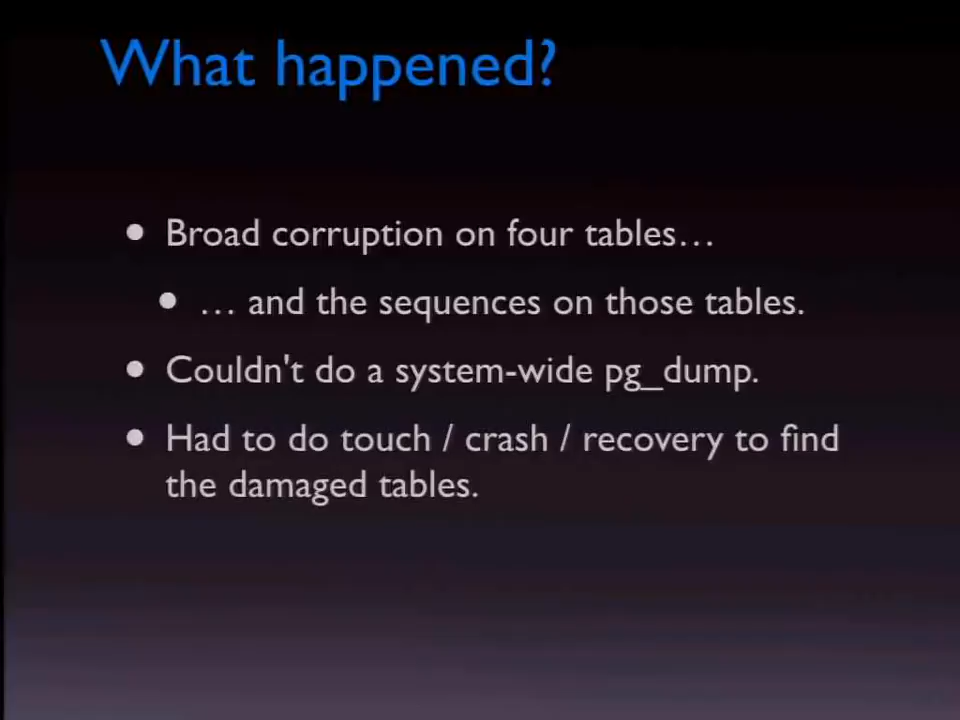 What happened?
• Broad corruption on four tables…
• … and the sequences on those tables.
• Couldn't do a system-wide pg_dump.
• Had to do touch / crash / recovery to find
the damaged tables.